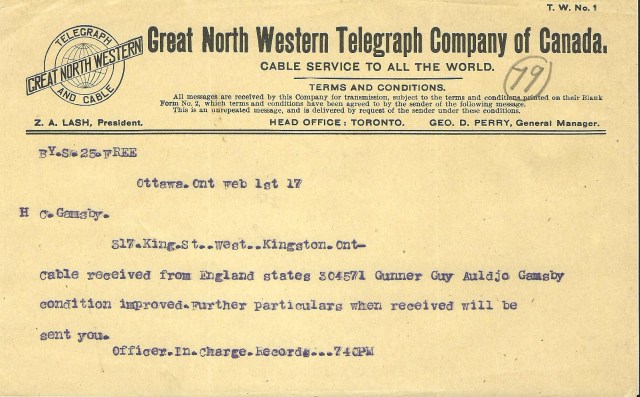 T. W. No. 1
TELEGRAPH
GREAT NORTH WESTERN
AND CABLE
Great North Western Telegraph Company of Canada.
CABLE SERVICE TO ALL THE WORLD.
79
TERMS AND CONDITIONS.
All messages are received by this Company for transmission, subject to the terms and conditions printed on their Blank
Form No. 2, which terms and conditions have been agreed to by the sender of the following message.
This is an unrepeated message, and is delivered by request of the sender under these conditions.
Z. A. LASH, President.
HEAD OFFICE: TORONTO.
GEO. D. PERRY, General Manager.
BY.S.25.FREE
Ottawa.Ont Feb 1st 17
H C.Gamsby.
317.King.St..West..Kingston.Ont-
Cable received from England states 304571 Gunner Guy Auldjo Gamsby
condition improved.Further particulars when received will be
sent you.
Officer.In.Charge.Records...740PM